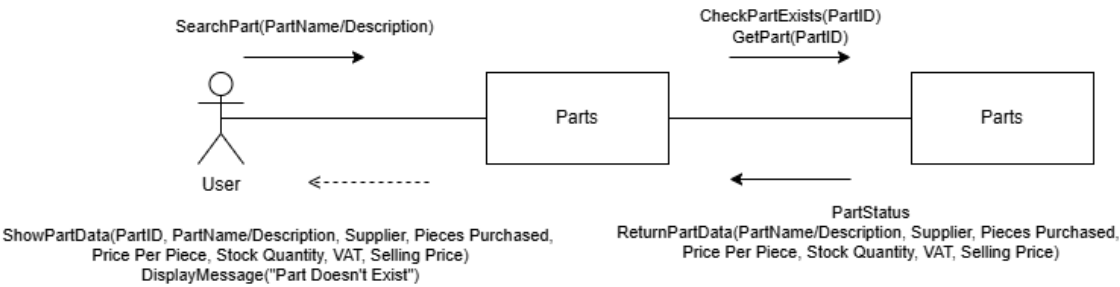 SearchPart(PartName/Description)
CheckPartExists(PartID)
GetPart(PartID)
Parts
Parts
User
ShowPartData(PartID, PartName/Description, Supplier, Pieces Purchased,
Price Per Piece, Stock Quantity, VAT, Selling Price)
DisplayMessage("Part Doesn't Exist")
PartStatus
ReturnPartData(PartName/Description, Supplier, Pieces Purchased,
Price Per Piece, Stock Quantity, VAT, Selling Price)